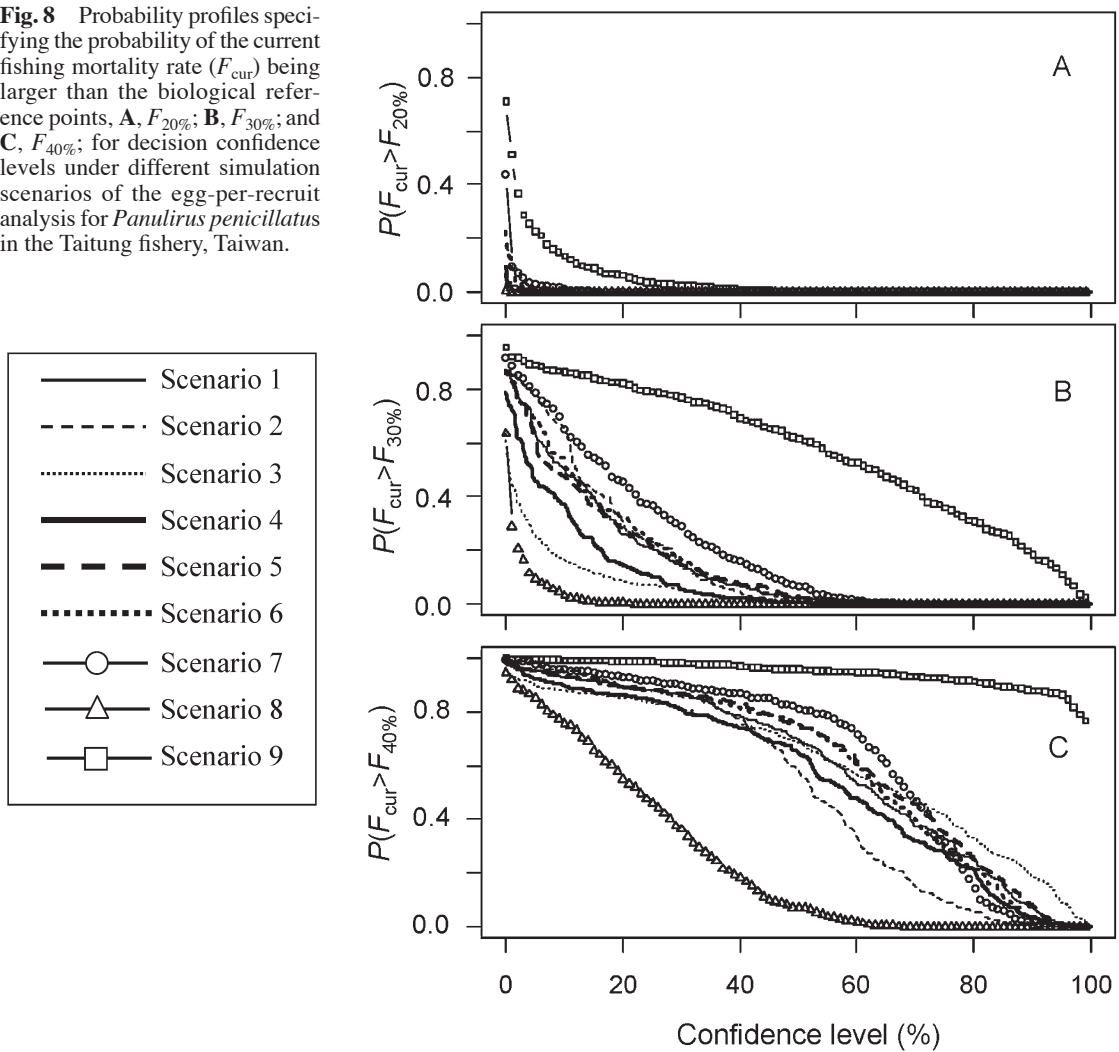 Fig. 8 Probability profiles speci-
fying the probability of the current
fishing mortality rate (Fcur) being
larger than the biological refer-
ence points, A, F20%; B, F30%; and
C, F40%; for decision confidence
levels under different simulation
scenarios of the egg-per-recruit
analysis for Panulirus penicillatus
in the Taitung fishery, Taiwan.
Scenario 1
Scenario 2
Scenario 3
Scenario 4
Scenario 5
Scenario 6
Scenario 7
Scenario 8
Scenario 9
P(Fcur>F20%)
0.8
0.4
0.0
A
P(Fcur>F30%)
0.8
0.4
0.0
B
P(Fcur>F40%)
0.8
0.4
0.0
C
0 20 40 60 80 100
Confidence level (%)